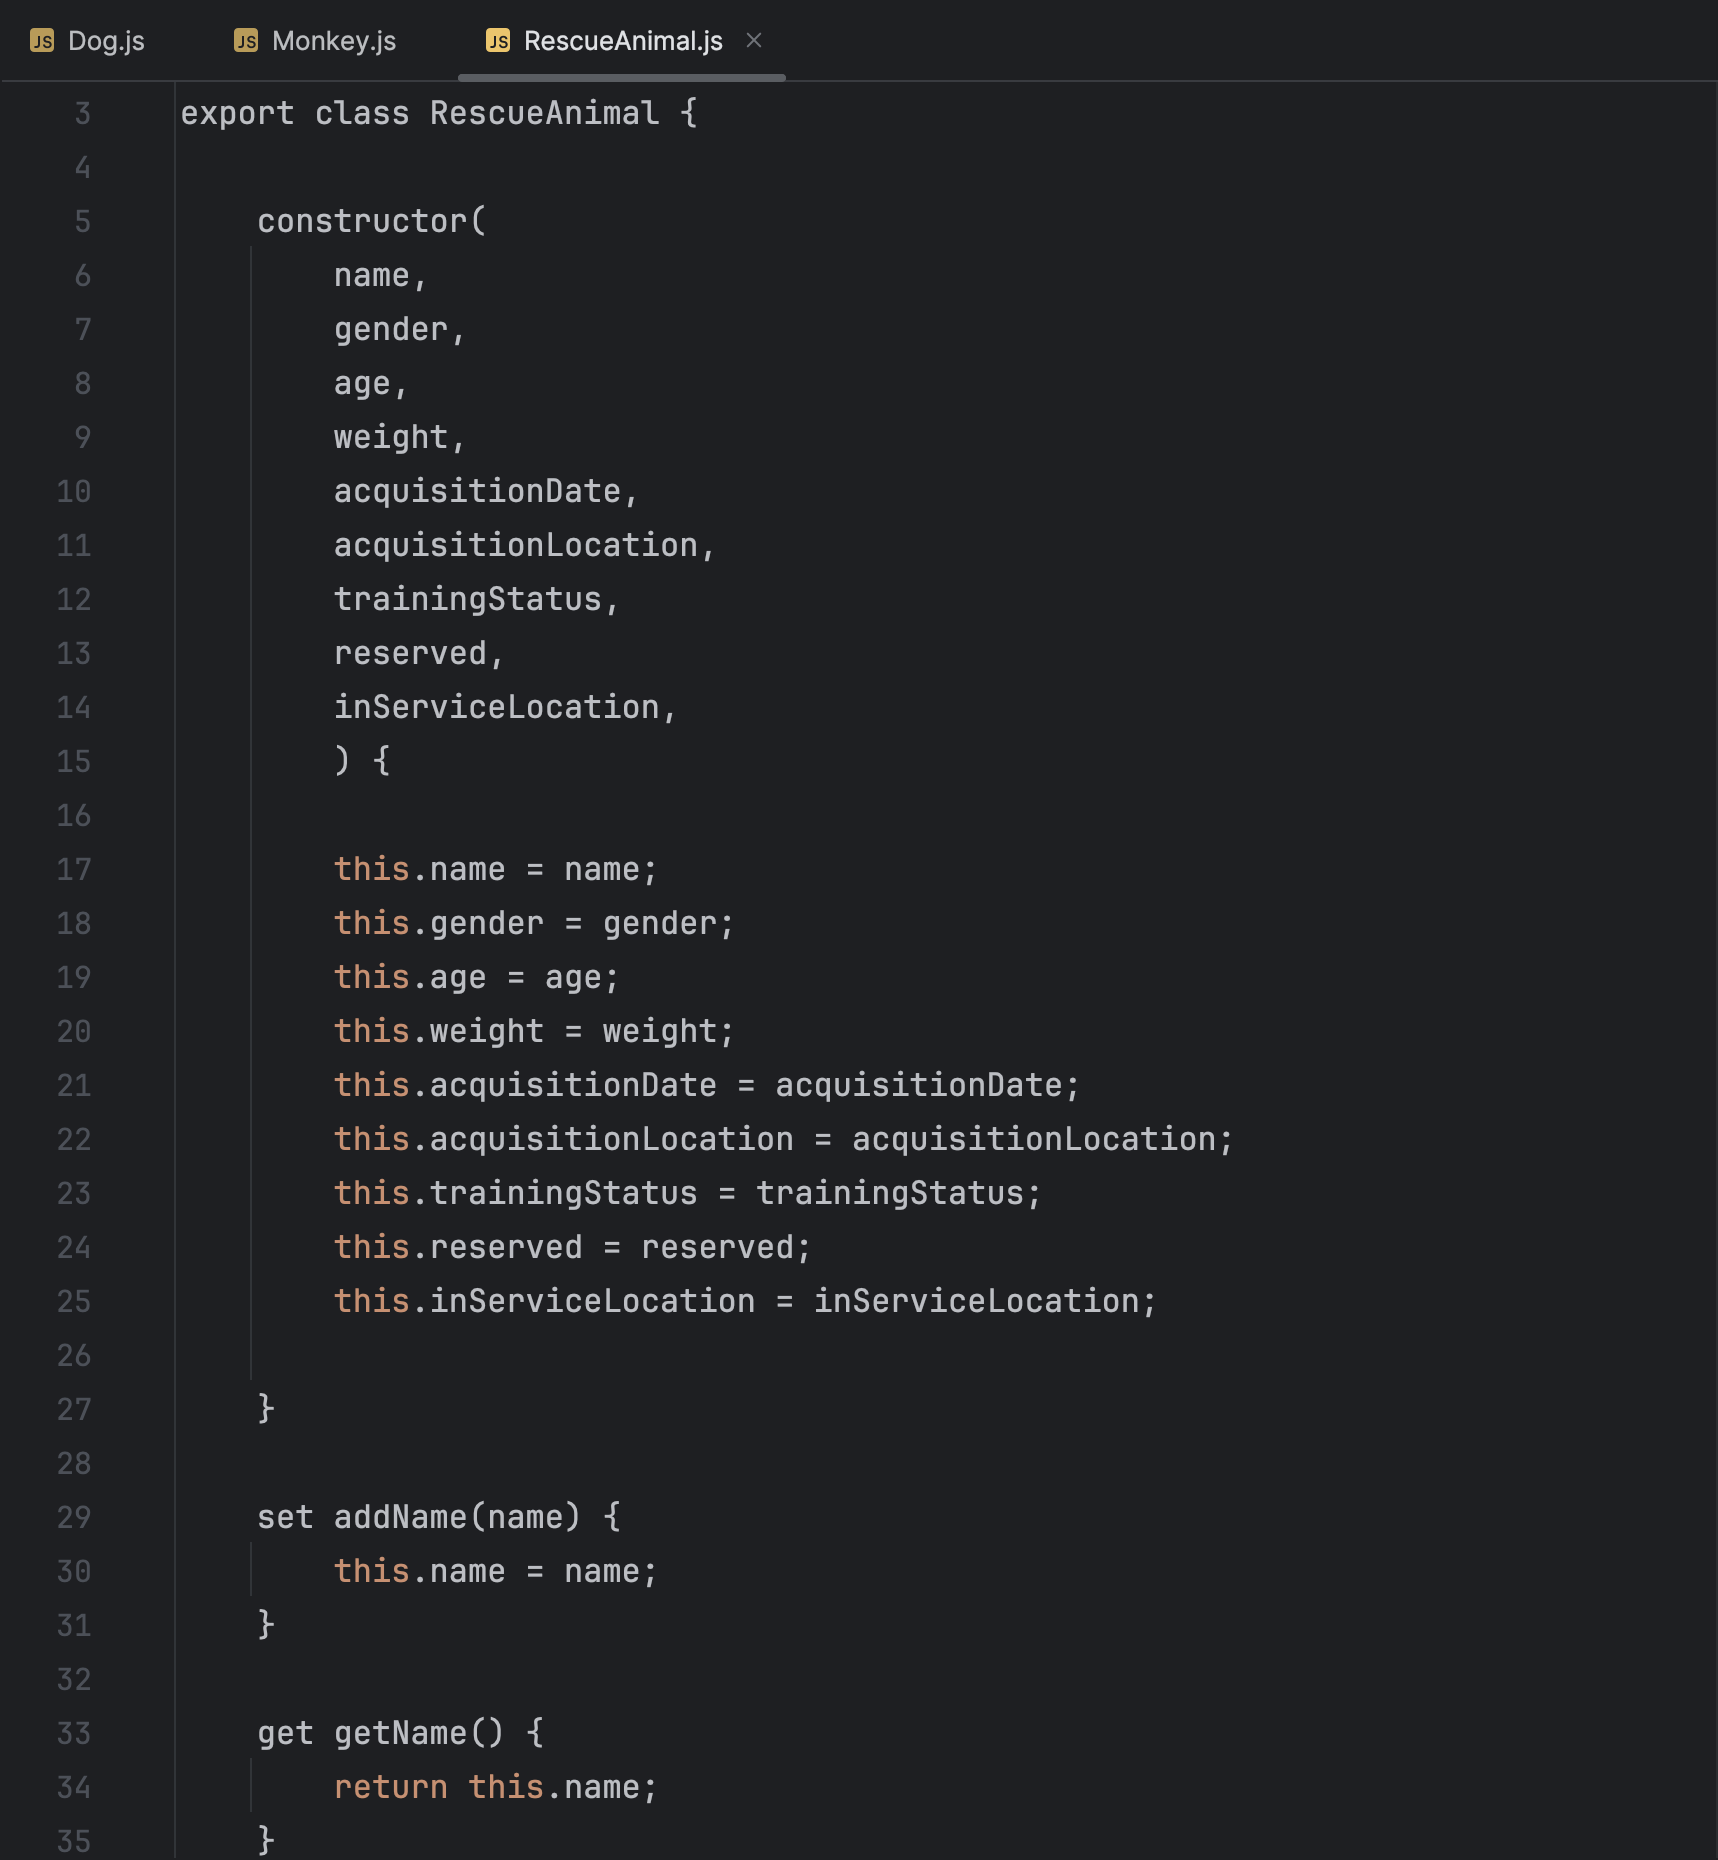 JS Dog.js JS Monkey.js JS RescueAnimal.js ×
3 export class RescueAnimal {
4
5     constructor(
6         name,
7         gender,
8         age,
9         weight,
10         acquisitionDate,
11         acquisitionLocation,
12         trainingStatus,
13         reserved,
14         inServiceLocation,
15         ) {
16
17         this.name = name;
18         this.gender = gender;
19         this.age = age;
20         this.weight = weight;
21         this.acquisitionDate = acquisitionDate;
22         this.acquisitionLocation = acquisitionLocation;
23         this.trainingStatus = trainingStatus;
24         this.reserved = reserved;
25         this.inServiceLocation = inServiceLocation;
26
27     }
28
29     set addName(name) {
30         this.name = name;
31     }
32
33     get getName() {
34         return this.name;
35     }